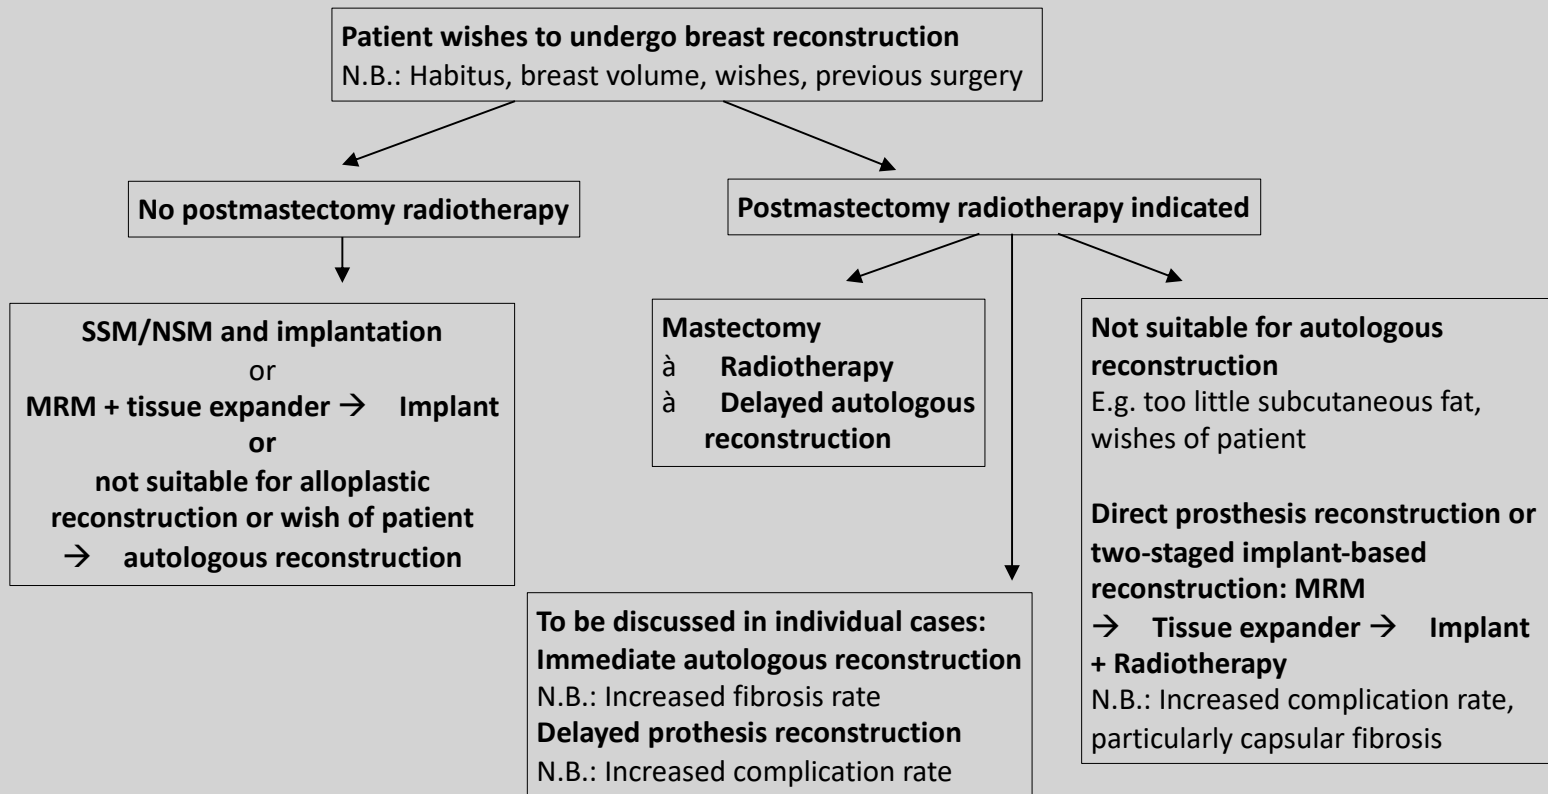 Patient wishes to undergo breast reconstruction
N.B.: Habitus, breast volume, wishes, previous surgery
No postmastectomy radiotherapy
Postmastectomy radiotherapy indicated
SSM/NSM and implantation
or
MRM + tissue expander → Implant
or
not suitable for alloplastic
reconstruction or wish of patient
→ autologous reconstruction
Mastectomy
à Radiotherapy
à Delayed autologous
reconstruction
Not suitable for autologous
reconstruction
E.g. too little subcutaneous fat,
wishes of patient
Direct prosthesis reconstruction or
two-staged implant-based
reconstruction: MRM
→ Tissue expander → Implant
+ Radiotherapy
N.B.: Increased complication rate,
particularly capsular fibrosis
To be discussed in individual cases:
Immediate autologous reconstruction
N.B.: Increased fibrosis rate
Delayed prothesis reconstruction
N.B.: Increased complication rate